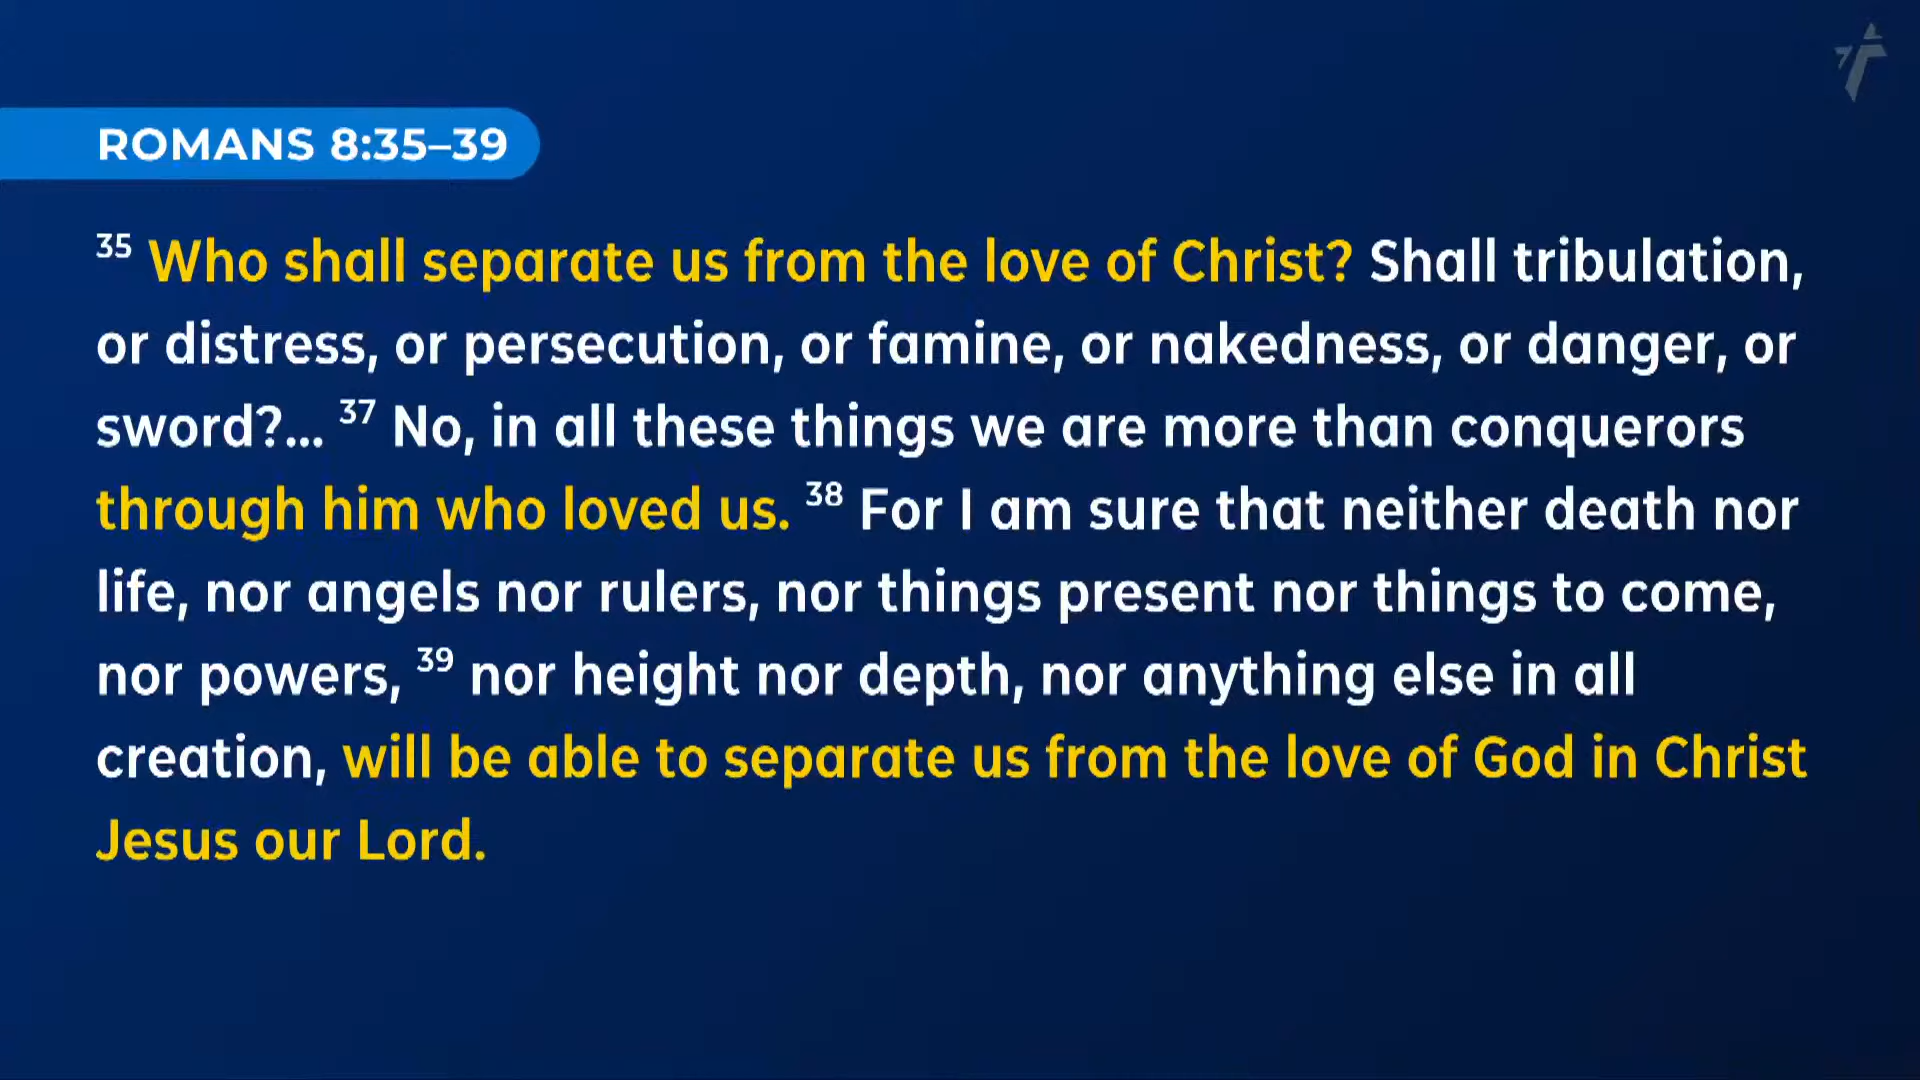 ROMANS 8:35–39
35 Who shall separate us from the love of Christ? Shall tribulation,
or distress, or persecution, or famine, or nakedness, or danger, or
sword?... 37 No, in all these things we are more than conquerors
through him who loved us. 38 For I am sure that neither death nor
life, nor angels nor rulers, nor things present nor things to come,
nor powers, 39 nor height nor depth, nor anything else in all
creation, will be able to separate us from the love of God in Christ
Jesus our Lord.